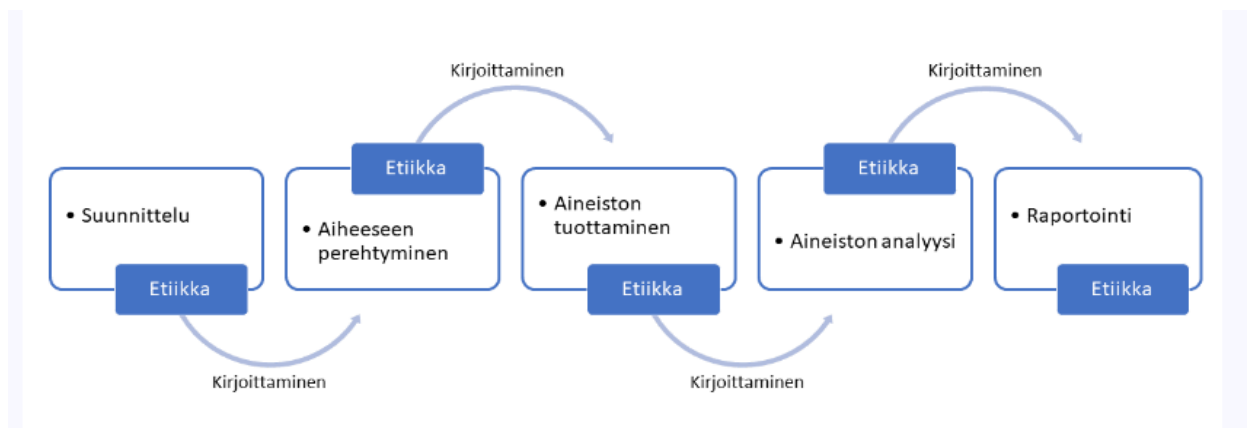 Kirjoittaminen
Kirjoittaminen
Etiikka
Etiikka
• Suunnittelu
• Aiheeseen
perehtyminen
• Aineiston
tuottaminen
• Aineiston analyysi
• Raportointi
Etiikka
Etiikka
Etiikka
Kirjoittaminen
Kirjoittaminen